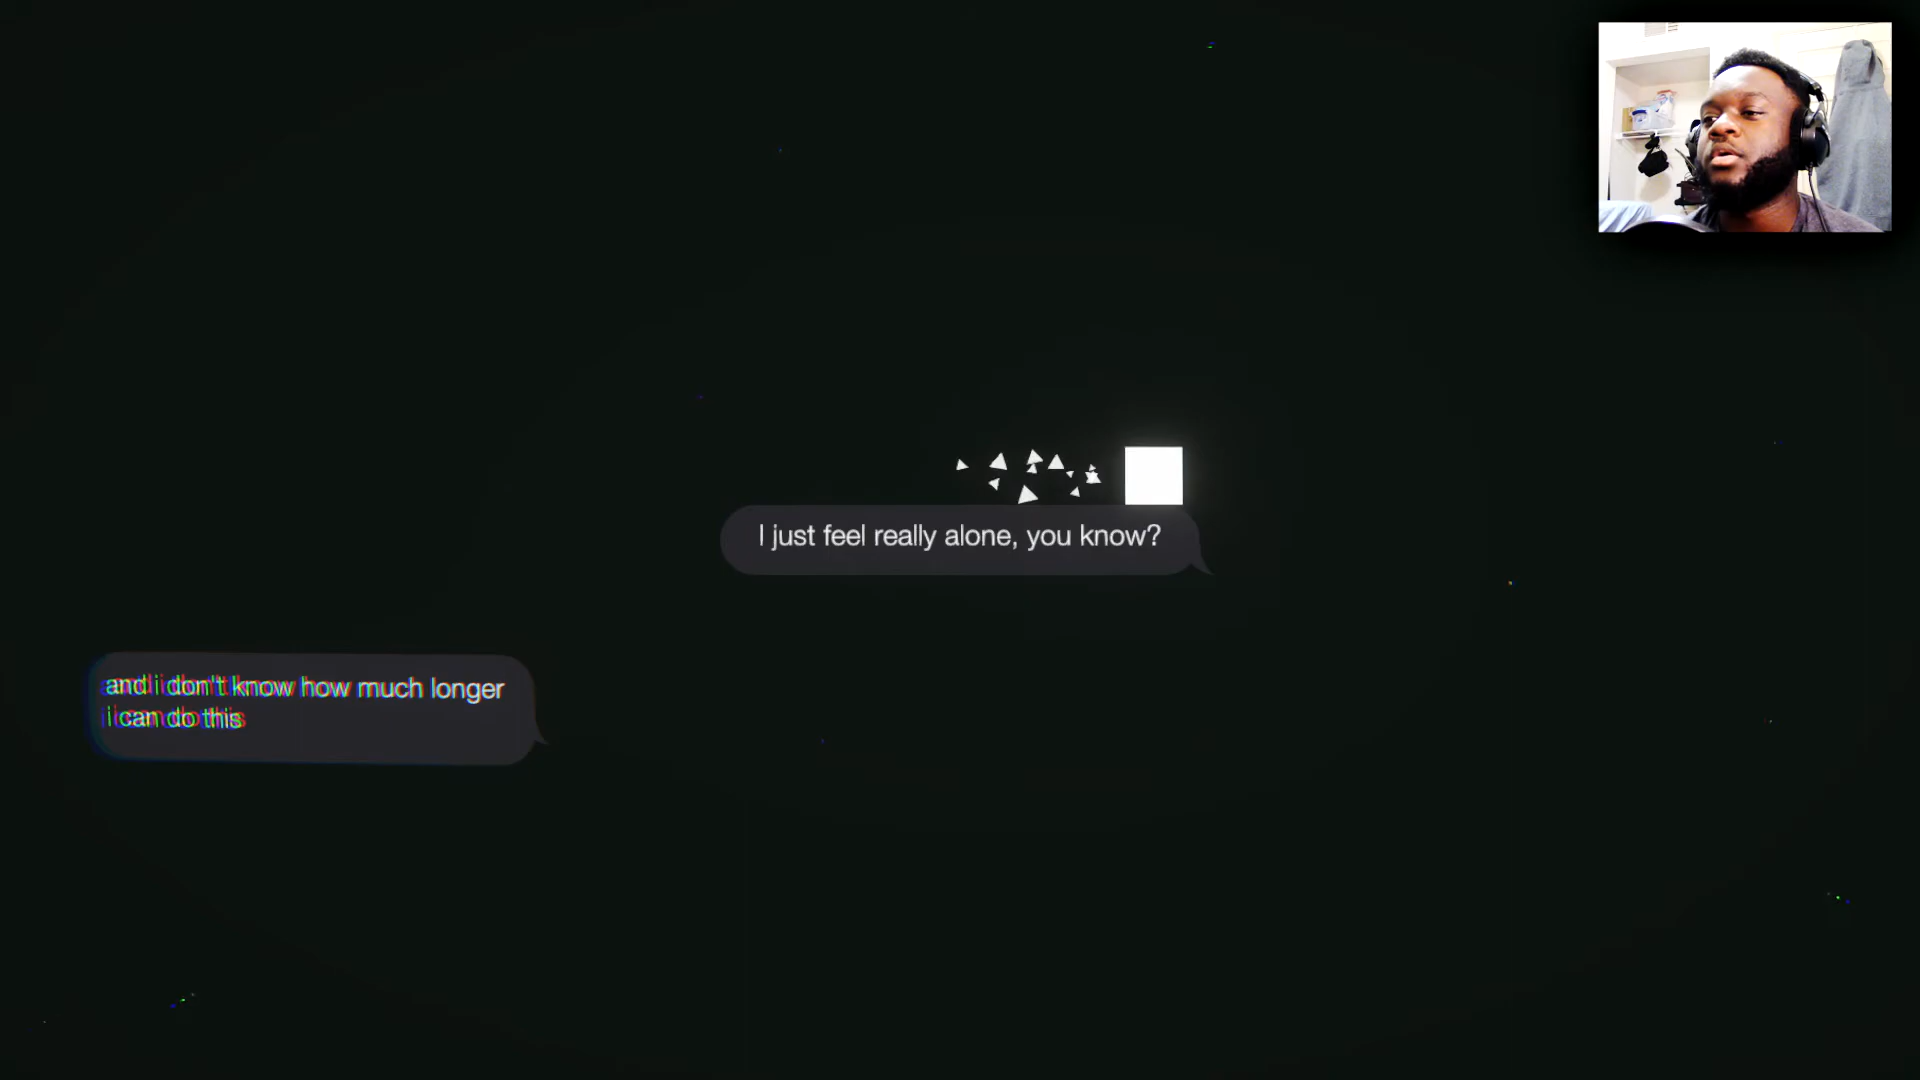 I just feel really alone, you know?
and i don't know how much longer
i can do this